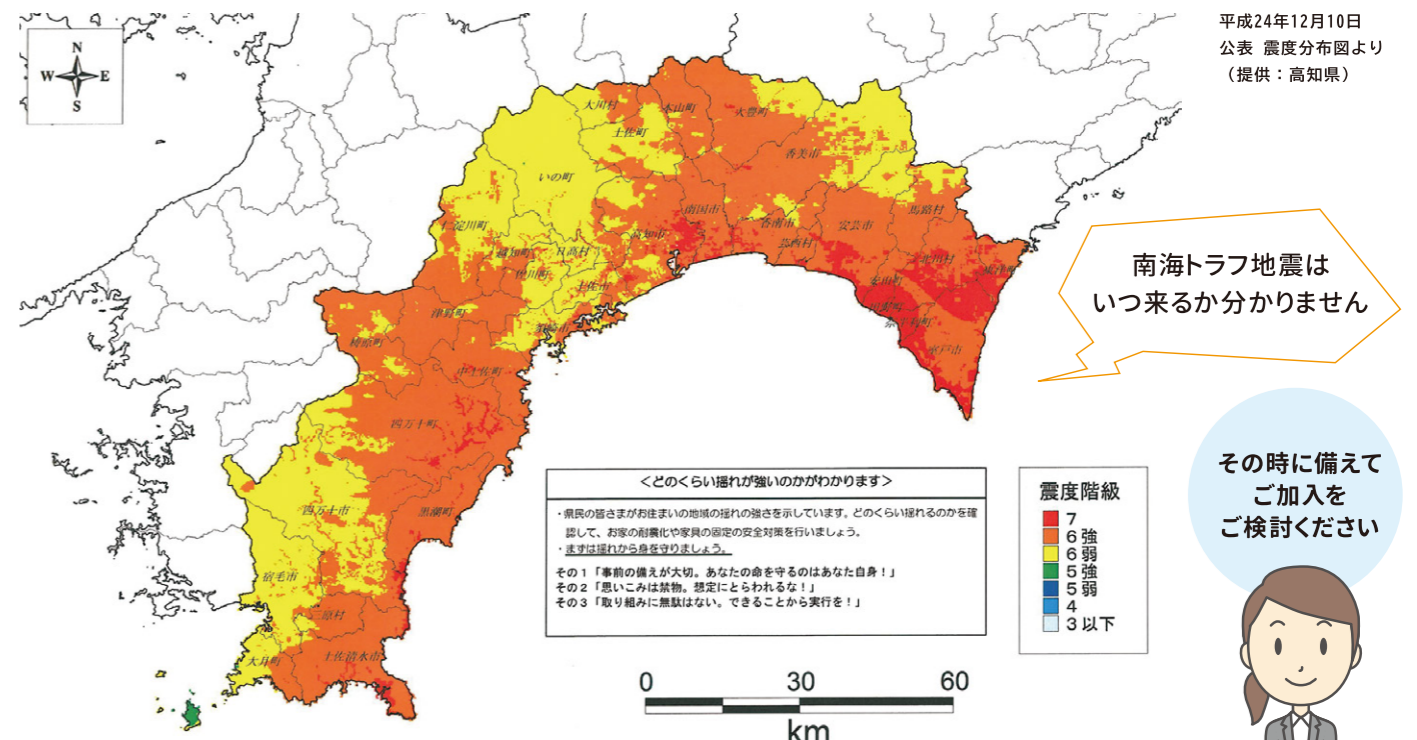 平成24年12月10日
公表 震度分布図より
（提供：高知県）
N
W E
S
大川村
本山町
大豊町
土佐町
香美市
いの町
南国市
香南市
安芸市
馬路村
仁淀川町
高知市
芸西村
越知町
日高村
北川村
東洋町
佐川町
土佐市
安田町
田野町
奈半利町
津野町
須崎市
室戸市
梼原町
中土佐町
四万十町
四万十市
黒潮町
宿毛市
三原村
大月町
土佐清水市
南海トラフ地震は
いつ来るか分かりません
その時に備えて
ご加入を
ご検討ください
＜どのくらい揺れが強いのかがわかります＞
・県民の皆さまがお住まいの地域の揺れの強さを示しています。どのくらい揺れるのかを確
認して、お家の耐震化や家具の固定の安全対策を行いましょう。
・まずは揺れから身を守りましょう。
その１「事前の備えが大切。あなたの命を守るのはあなた自身！」
その２「思いこみは禁物。想定にとらわれるな！」
その３「取り組みに無駄はない。できることから実行を！」
震度階級
7
6強
6弱
5強
5弱
4
3以下
0 30 60
km